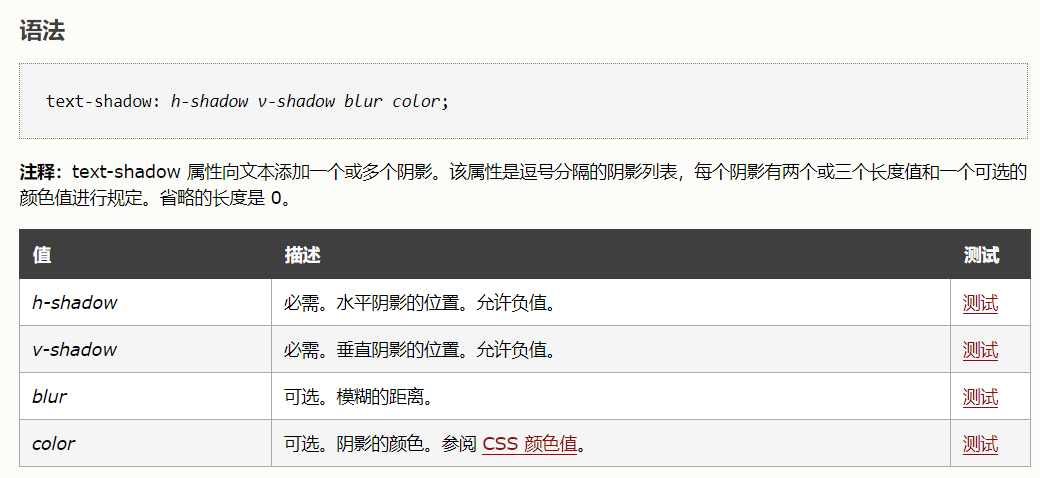 语法
text-shadow: h-shadow v-shadow blur color;
注释：text-shadow 属性向文本添加一个或多个阴影。该属性是逗号分隔的阴影列表，每个阴影有两个或三个长度值和一个可选的
颜色值进行规定。省略的长度是 0。
值 描述 测试
h-shadow 必需。水平阴影的位置。允许负值。 测试
v-shadow 必需。垂直阴影的位置。允许负值。 测试
blur 可选。模糊的距离。 测试
color 可选。阴影的颜色。参阅 CSS 颜色值。 测试